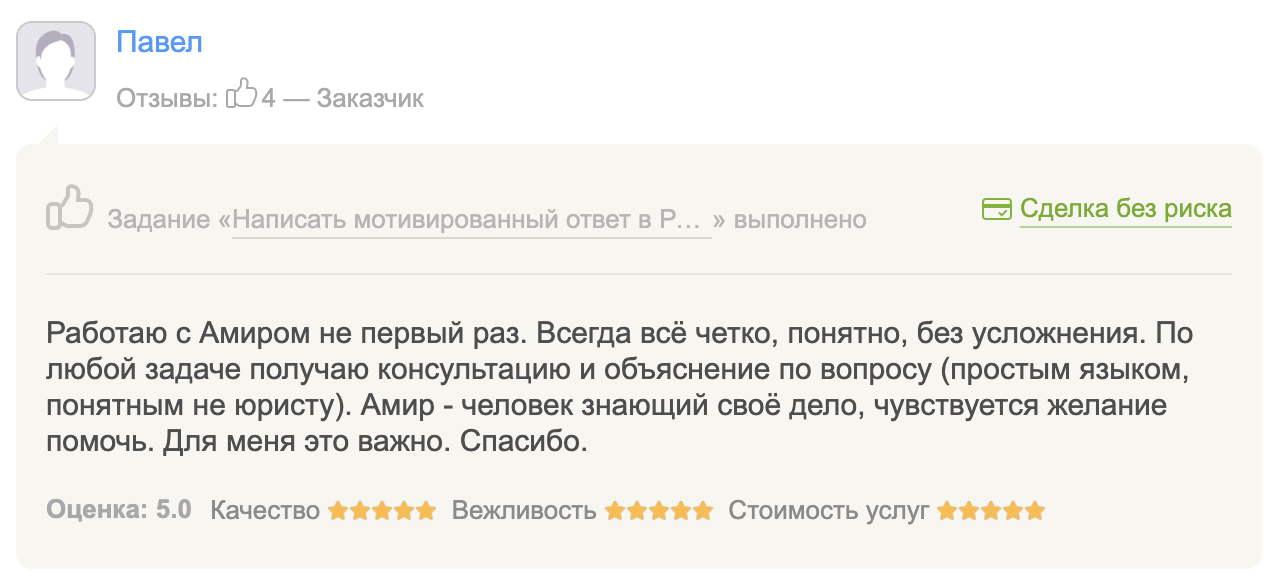 Павел
Отзывы: 4 — Заказчик
Задание «Написать мотивированный ответ в Р… » выполнено
Сделка без риска
Работаю с Амиром не первый раз. Всегда всё четко, понятно, без усложнения. По
любой задаче получаю консультацию и объяснение по вопросу (простым языком,
понятным не юристу). Амир - человек знающий своё дело, чувствуется желание
помочь. Для меня это важно. Спасибо.
Оценка: 5.0 Качество Вежливость Стоимость услуг